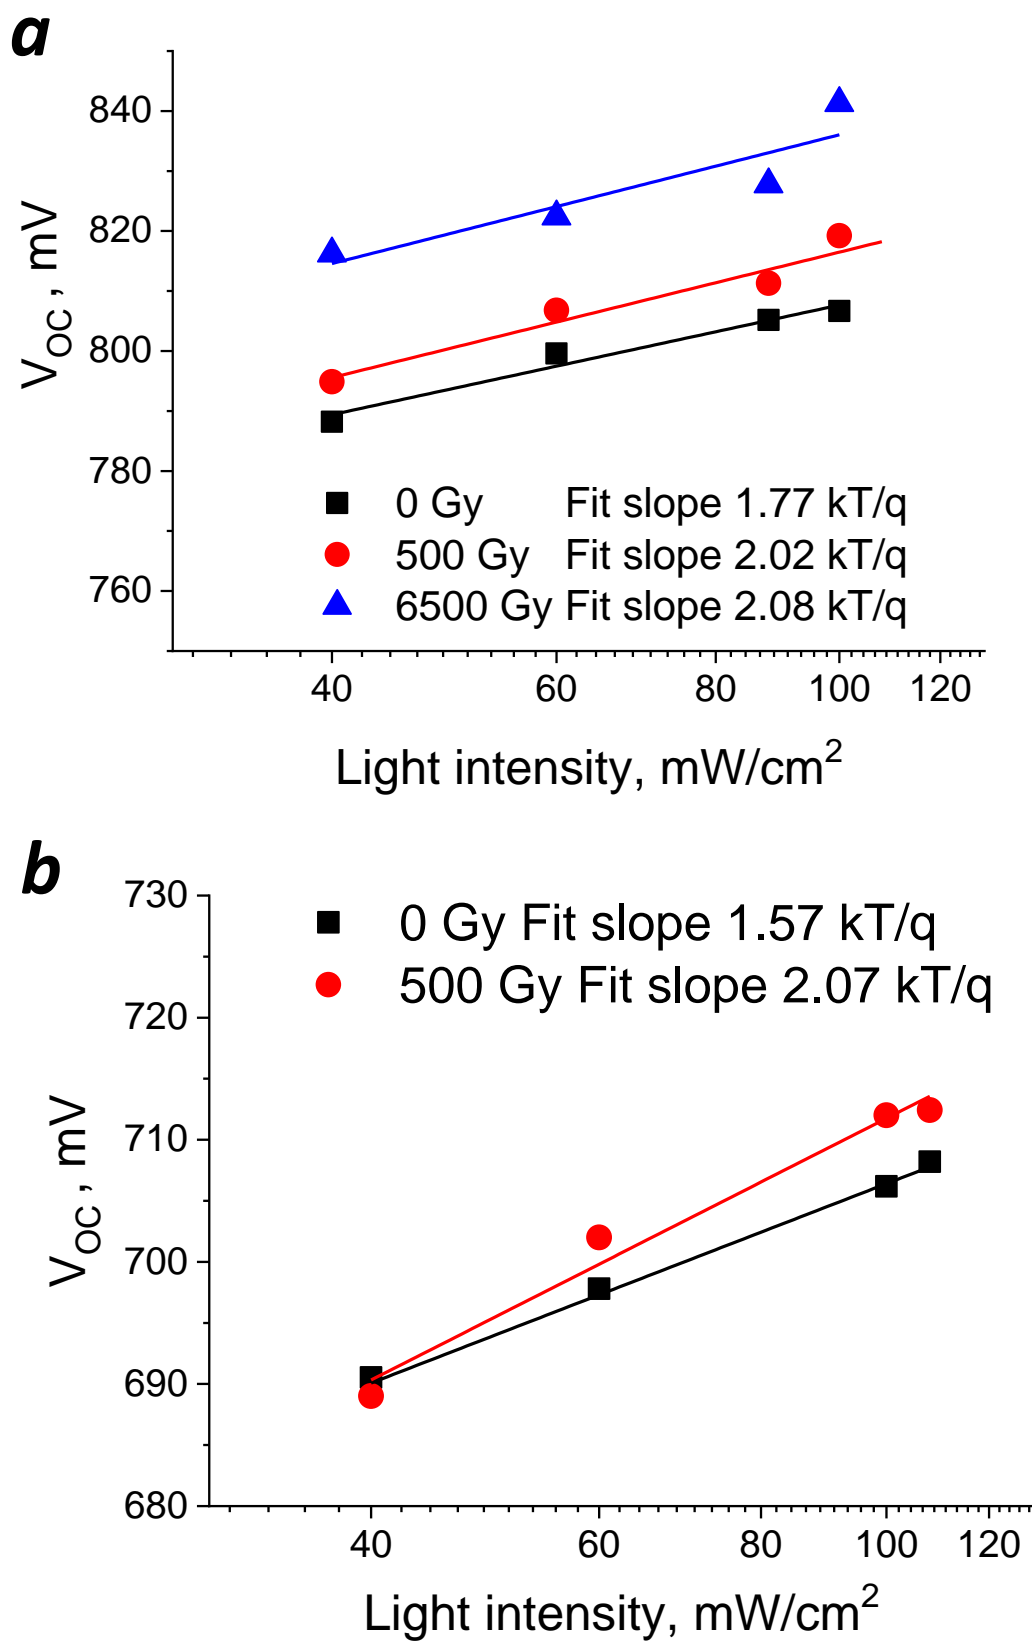 a
840
820
800
780
760
V_OC, mV
0 Gy Fit slope 1.77 kT/q
500 Gy Fit slope 2.02 kT/q
6500 Gy Fit slope 2.08 kT/q
40 60 80 100 120
Light intensity, mW/cm²
b
730
720
710
700
690
680
V_OC, mV
0 Gy Fit slope 1.57 kT/q
500 Gy Fit slope 2.07 kT/q
40 60 80 100 120
Light intensity, mW/cm²